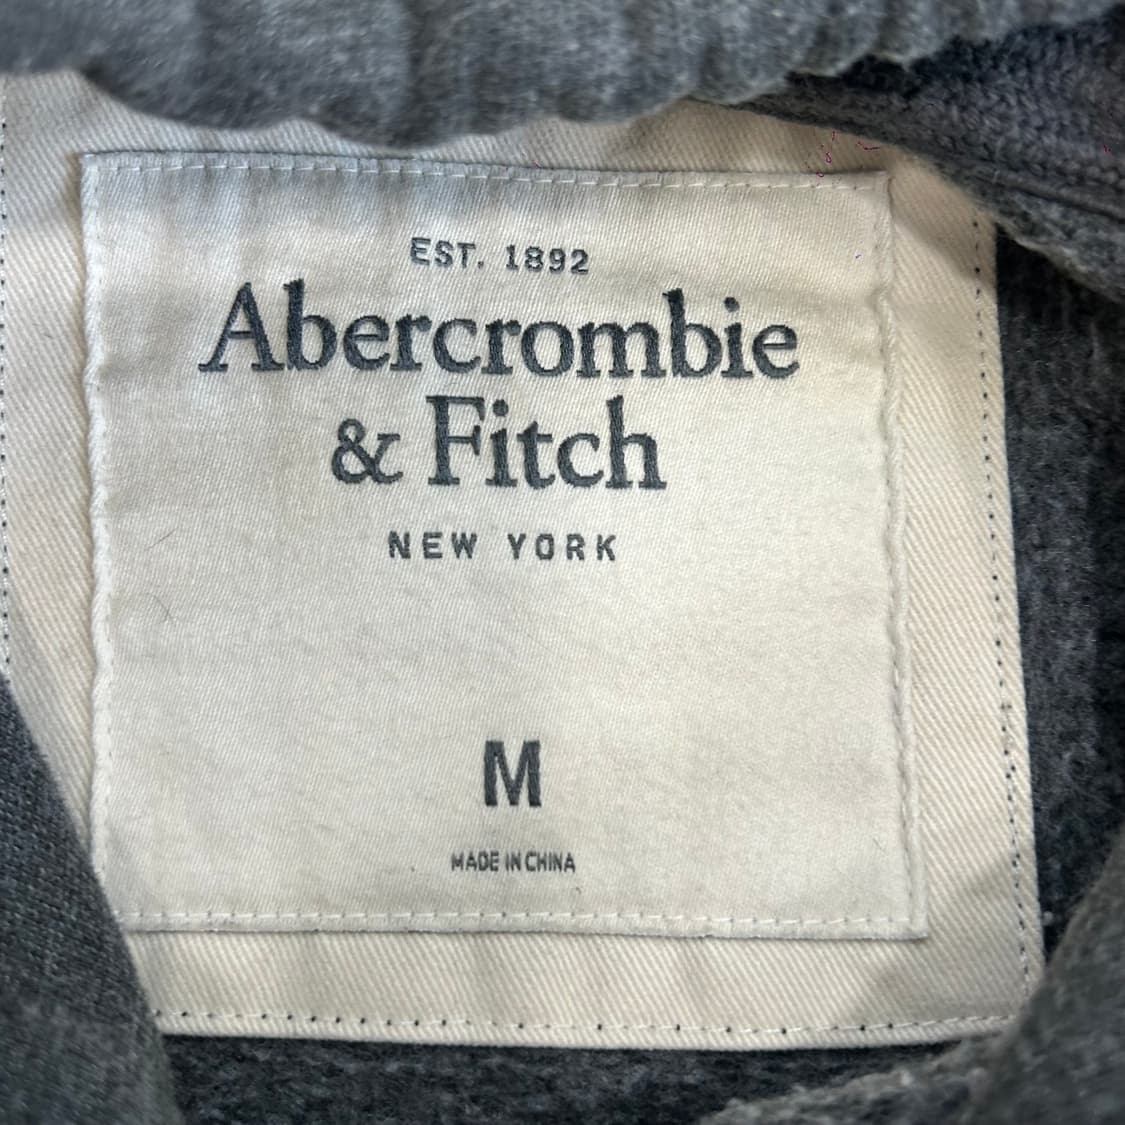 EST. 1892
Abercrombie
& Fitch
NEW YORK
M
MADE IN CHINA